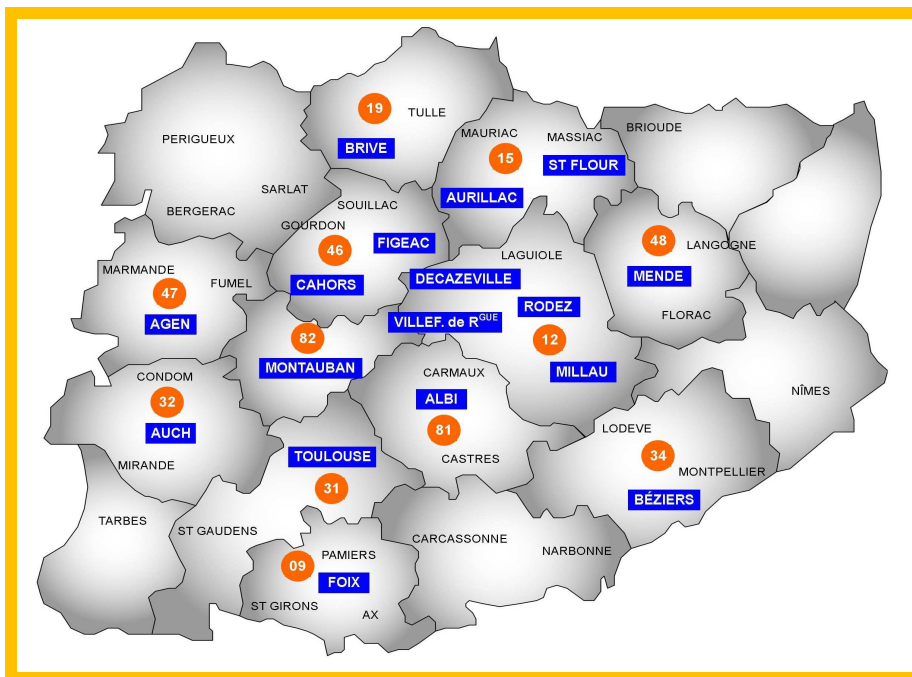 19
TULLE
BRIVE
PERIGUEUX
MAURIAC
MASSIAC
BRIOUDE
15
ST FLOUR
SARLAT
AURILLAC
SOUILLAC
BERGERAC
GOURDON
46
FIGEAC
CAHORS
48
LANGOGNE
MENDE
FLORAC
LAGUIOLE
DECAZEVILLE
RODEZ
VILLEF. de RGUE
12
MILLAU
MARMANDE
FUMEL
47
AGEN
82
MONTAUBAN
CONDOM
32
AUCH
MIRANDE
CARMAUX
ALBI
81
CASTRES
NÎMES
LODEVE
34
MONTPELLIER
BÉZIERS
TOULOUSE
31
TARBES
ST GAUDENS
CARCASSONNE
NARBONNE
09
PAMIERS
FOIX
ST GIRONS
AX